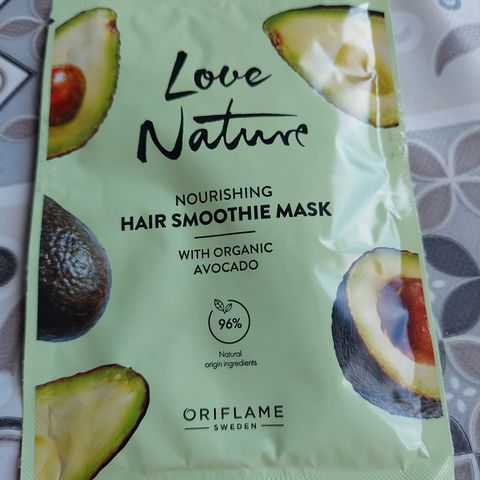 Love
Nature
NOURISHING
HAIR SMOOTHIE MASK
WITH ORGANIC
AVOCADO
96%
Natural
origin ingredients
ORIFLAME
SWEDEN